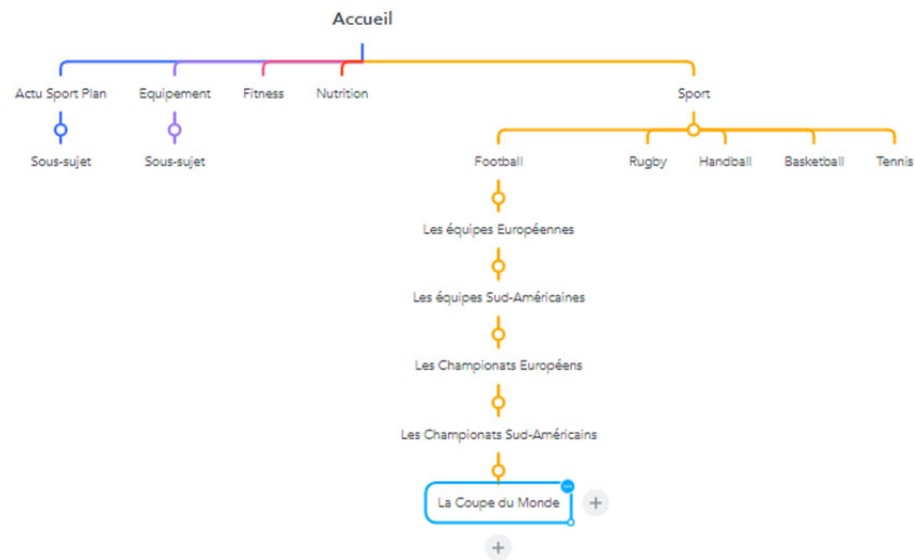 Accueil
Actu Sport Plan
Equipement
Fitness
Nutrition
Sport
Sous-sujet
Sous-sujet
Football
Rugby
Handball
Basketball
Tennis
Les équipes Européennes
Les équipes Sud-Américaines
Les Championats Européens
Les Championats Sud-Américains
La Coupe du Monde